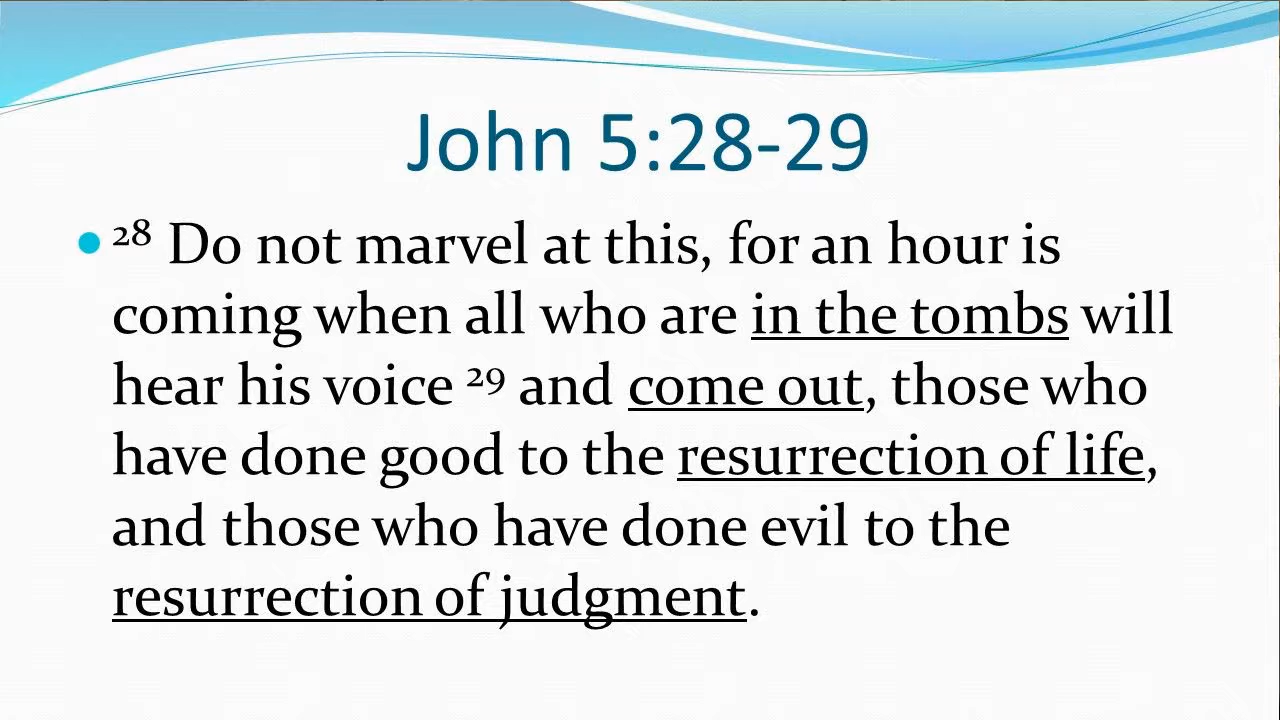 John 5:28-29
• 28 Do not marvel at this, for an hour is
coming when all who are in the tombs will
hear his voice 29 and come out, those who
have done good to the resurrection of life,
and those who have done evil to the
resurrection of judgment.